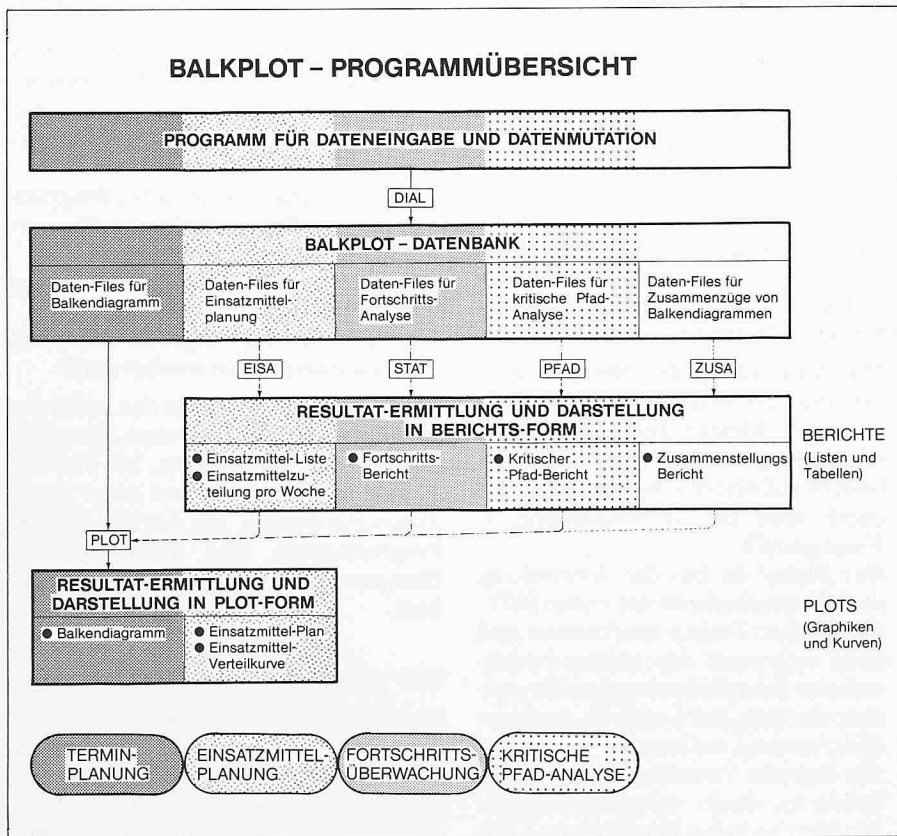 BALKPLOT – PROGRAMMÜBERSICHT
PROGRAMM FÜR DATENEINGABE UND DATENMUTATION
DIAL
BALKPLOT – DATENBANK
Daten-Files für
Balkendiagramm
Daten-Files für
Einsatzmittel-
planung
Daten-Files für
Fortschritts-
Analyse
Daten-Files für
kritische Pfad-
Analyse
Daten-Files für
Zusammenzüge von
Balkendiagrammen
EISA
STAT
PFAD
ZUSA
RESULTAT-ERMITTLUNG UND DARSTELLUNG
IN BERICHTS-FORM
● Einsatzmittel-Liste
● Einsatzmittelzu-
teilung pro Woche
● Fortschritts-
Bericht
● Kritischer
Pfad-Bericht
● Zusammenstellungs
Bericht
BERICHTE
(Listen und
Tabellen)
PLOT
RESULTAT-ERMITTLUNG UND
DARSTELLUNG IN PLOT-FORM
● Balkendiagramm
● Einsatzmittel-Plan
● Einsatzmittel-
Verteilkurve
PLOTS
(Graphiken
und Kurven)
TERMIN-
PLANUNG
EINSATZMITTEL-
PLANUNG
FORTSCHRITTS-
ÜBERWACHUNG
KRITISCHE
PFAD-ANALYSE